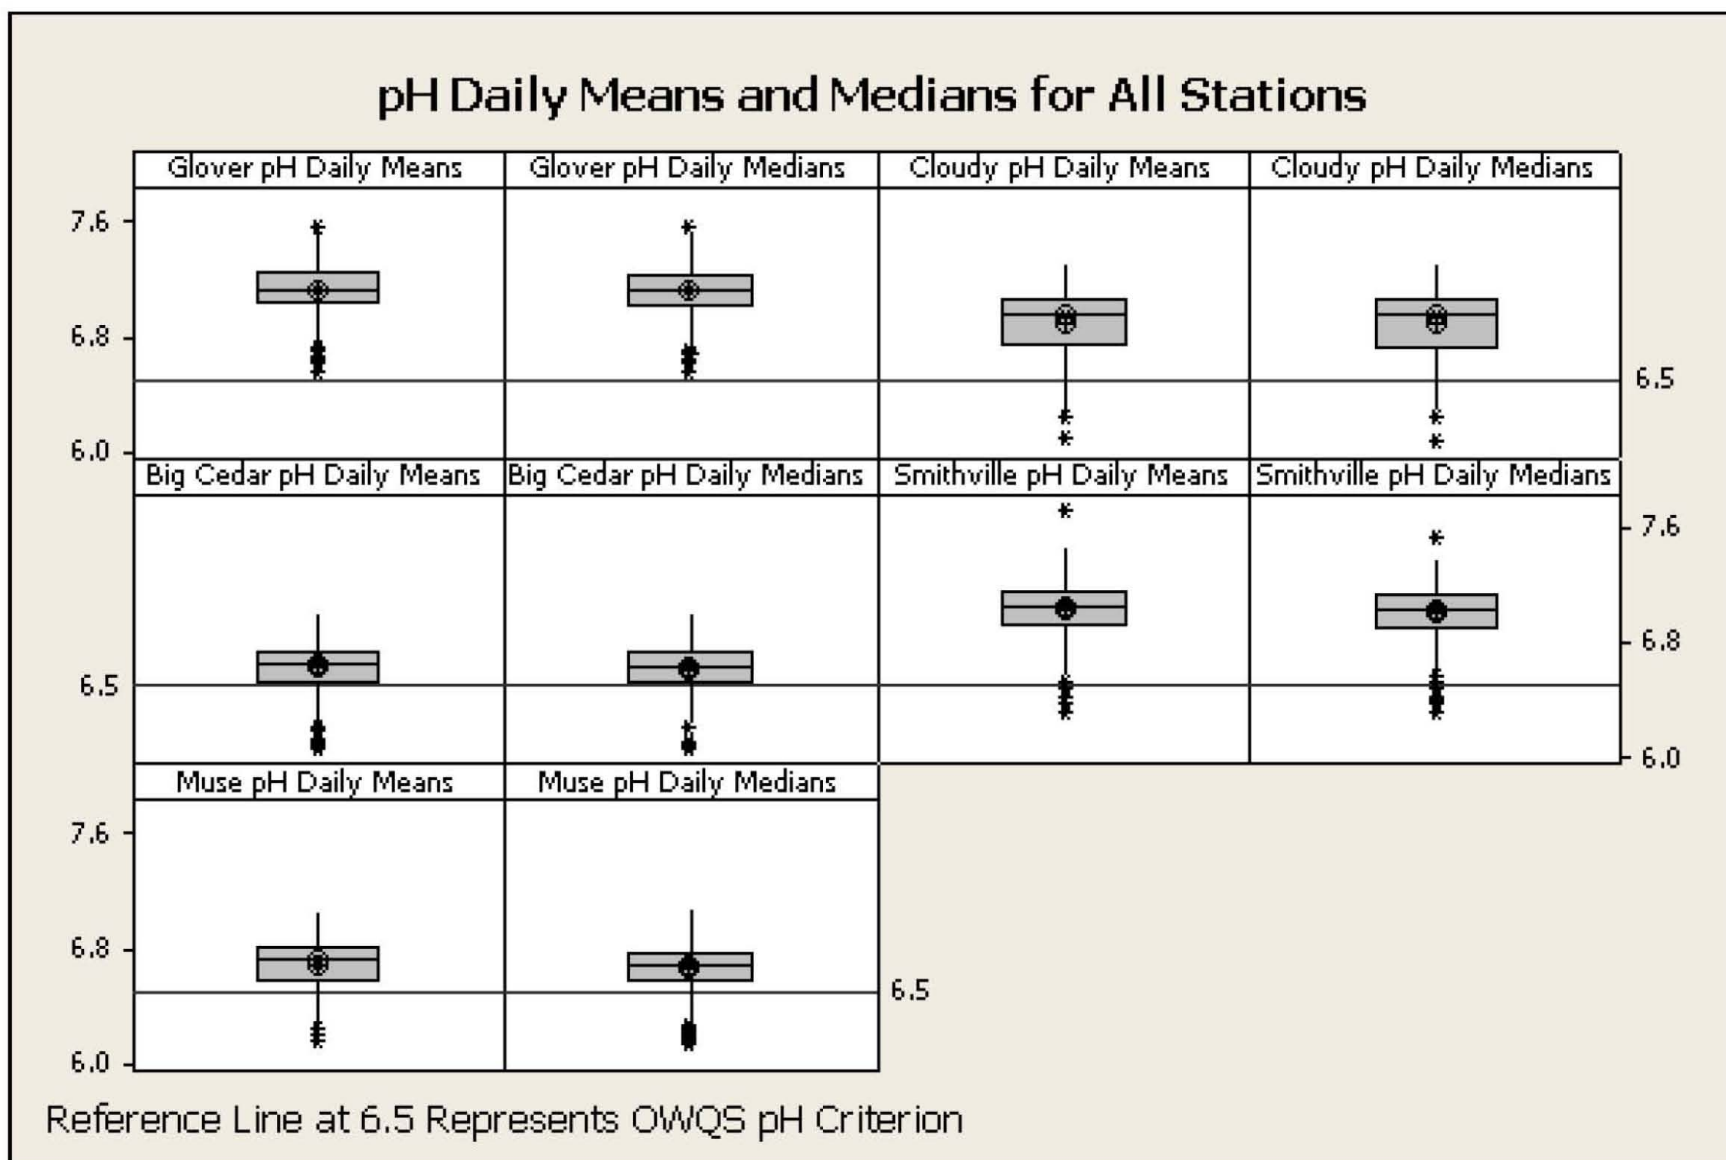 pH Daily Means and Medians for All Stations
Glover pH Daily Means
Glover pH Daily Medians
Cloudy pH Daily Means
Cloudy pH Daily Medians
7.6
6.8
6.0
6.5
Big Cedar pH Daily Means
Big Cedar pH Daily Medians
Smithville pH Daily Means
Smithville pH Daily Medians
6.5
7.6
6.8
6.0
Muse pH Daily Means
Muse pH Daily Medians
7.6
6.8
6.0
6.5
Reference Line at 6.5 Represents OWQS pH Criterion